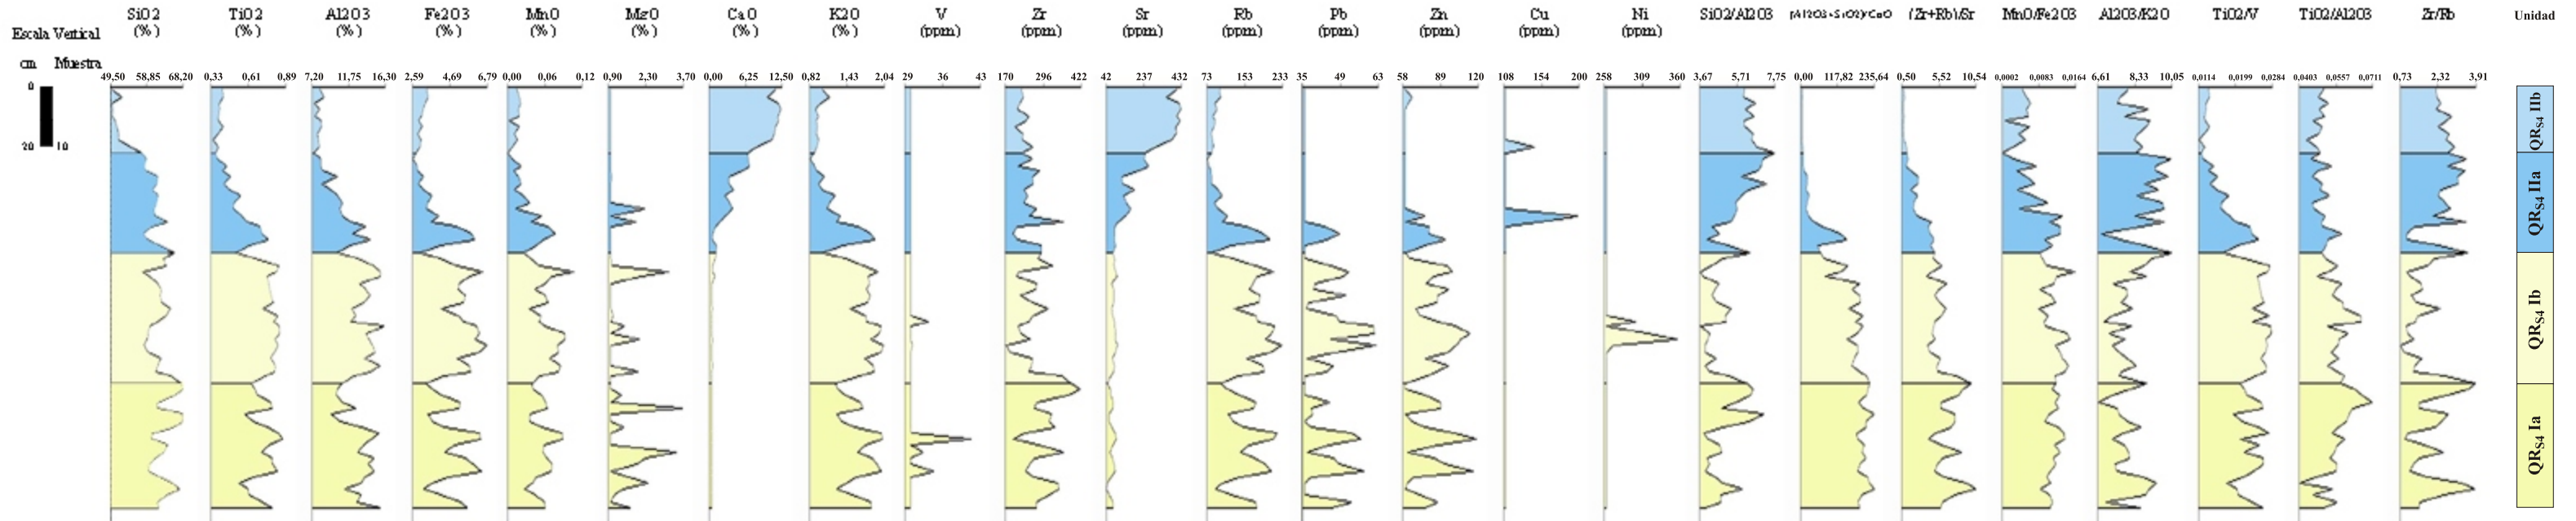 SiO2 TiO2 Al2O3 Fe2O3 MnO MgO CaO K2O V Zr Sr Rb Pb Zn Cu Ni SiO2/Al2O3 (Al2O3+SiO2)/CaO (Zr+Rb)/Sr MnO/Fe2O3 Al2O3/K2O TiO2/V TiO2/Al2O3 Zr/Rb Unidad
Escala Vertical (%) (%) (%) (%) (%) (%) (%) (%) (ppm) (ppm) (ppm) (ppm) (ppm) (ppm) (ppm) (ppm)
cm Muestra
49,50 58,85 68,20 0,33 0,61 0,89 7,20 11,75 16,30 2,59 4,69 6,79 0,00 0,06 0,12 0,90 2,30 3,70 0,00 6,25 12,50 0,82 1,43 2,04 29 36 43 170 296 422 42 237 432 73 153 233 35 49 63 58 89 120 108 154 200 258 309 360 3,67 5,71 7,75 0,00 117,82 235,64 0,50 5,52 10,54 0,0002 0,0083 0,0164 6,61 8,33 10,05 0,0114 0,0199 0,0284 0,0403 0,0557 0,0711 0,73 2,32 3,91
0
20 10
QRS4 IIb
QRS4 IIa
QRS4 Ib
QRS4 Ia